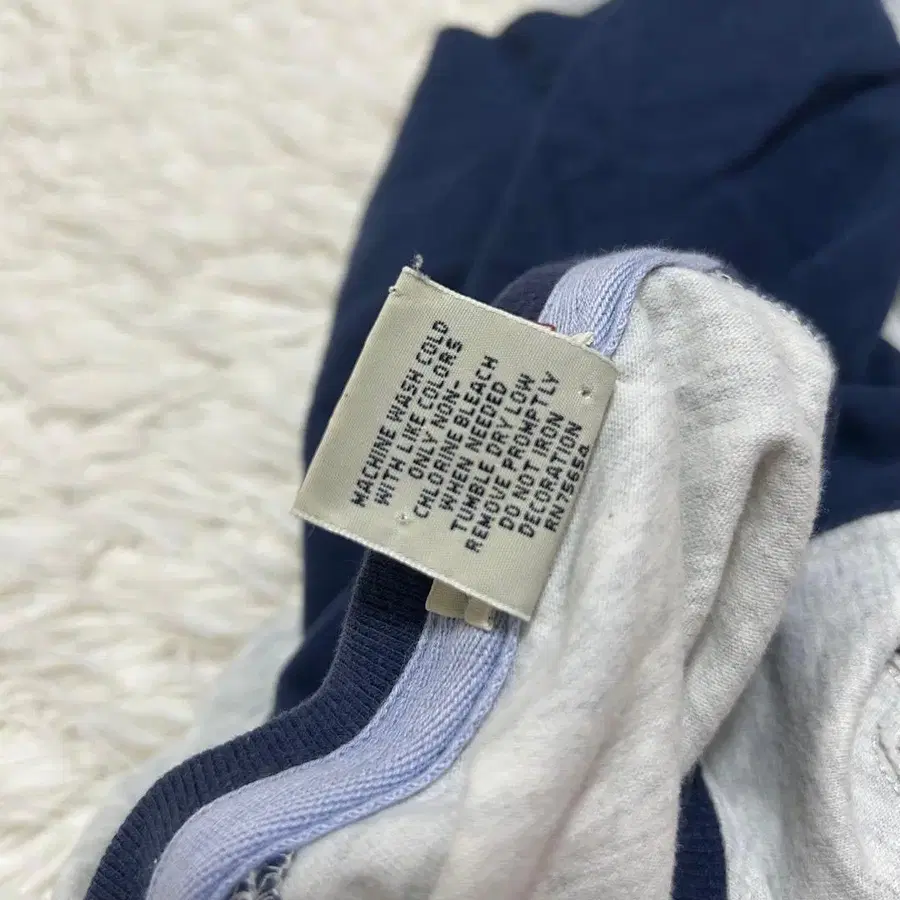 MACHINE WASH COLD
WITH LIKE COLORS
ONLY NON-
CHLORINE BLEACH
WHEN NEEDED
TUMBLE DRY LOW
REMOVE PROMPTLY
DO NOT IRON
DECORATION
RN75654